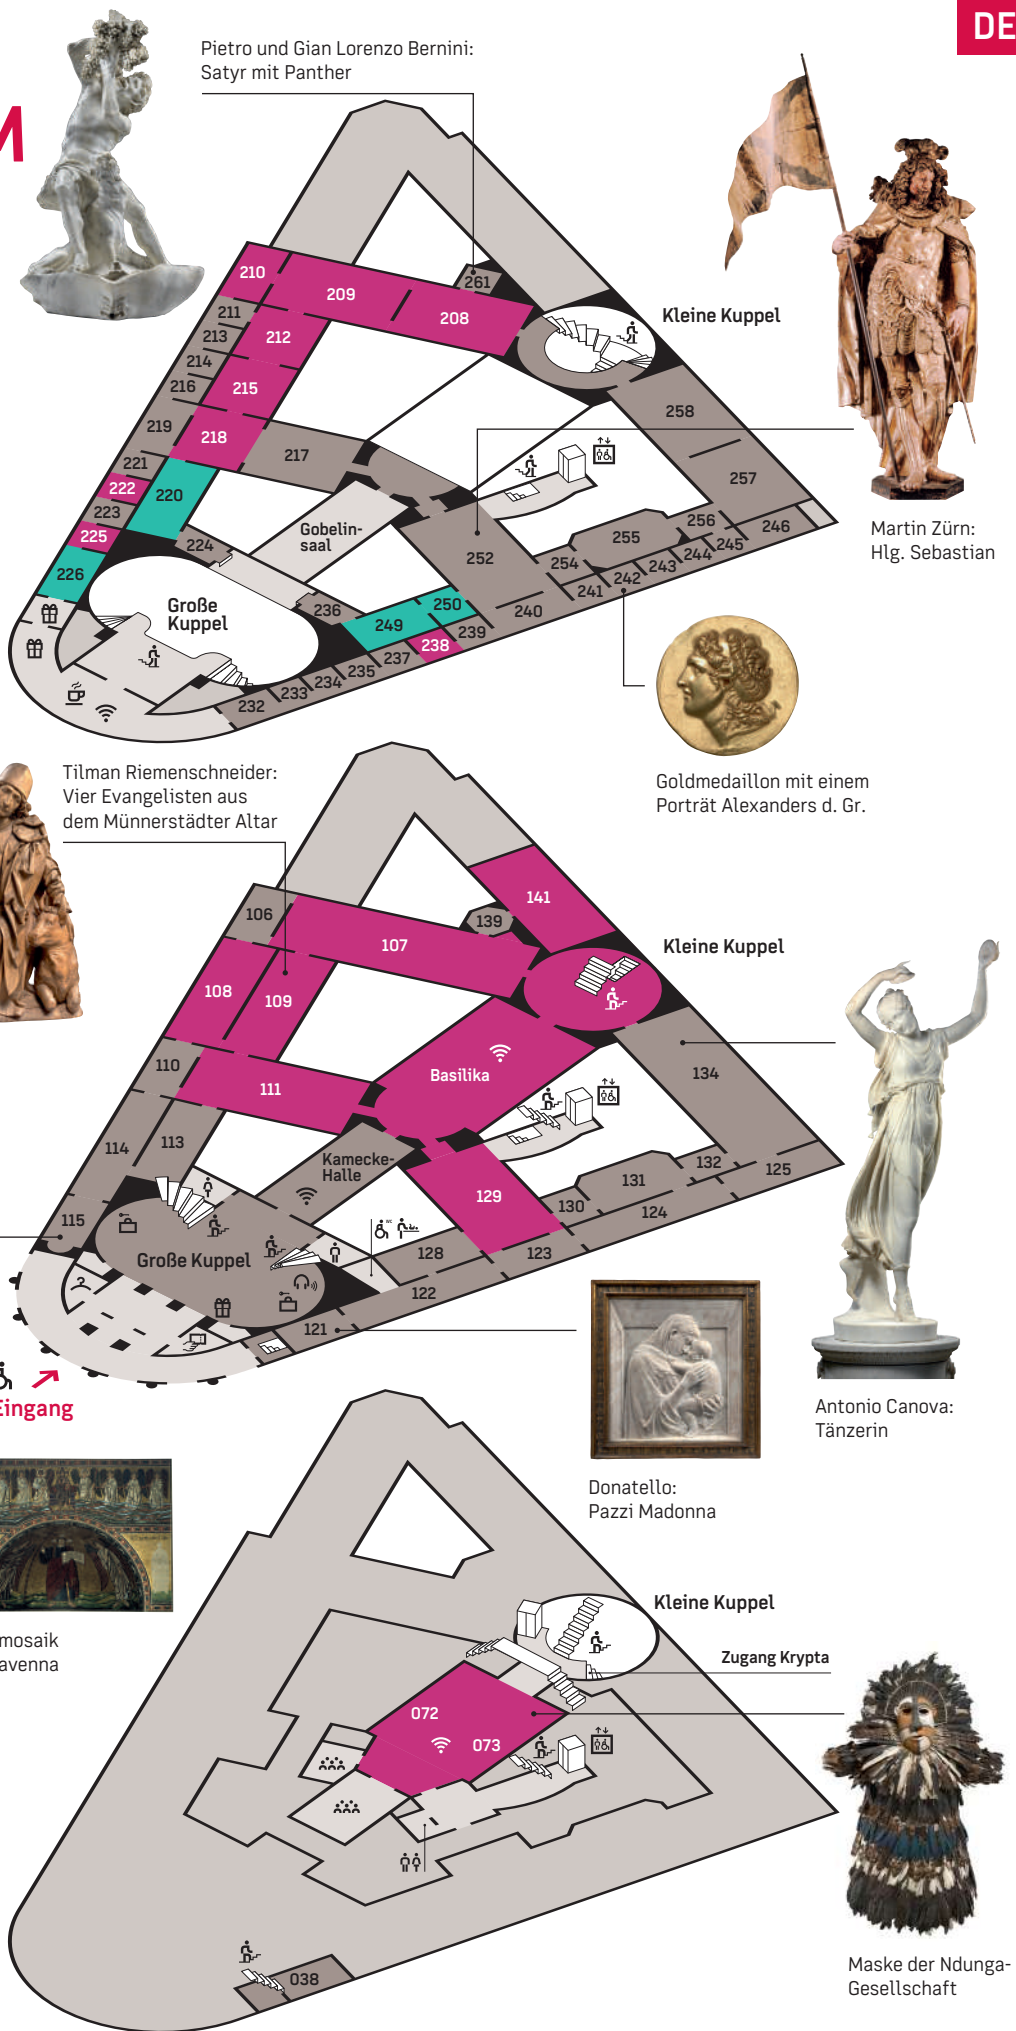 DE
M
Pietro und Gian Lorenzo Bernini:
Satyr mit Panther
210
209
261
208
Kleine Kuppel
211
213
212
214
216
215
258
219
218
217
221
222
220
223
225
224
226
257
Gobelin-
saal
252
256
255
246
245
254
244
243
242
241
240
Große
Kuppel
236
250
249
239
238
237
235
234
233
232
Martin Zürn:
Hlg. Sebastian
Goldmedaillon mit einem
Porträt Alexanders d. Gr.
Tilman Riemenschneider:
Vier Evangelisten aus
dem Münnerstädter Altar
141
106
139
107
Kleine Kuppel
108
109
110
Basilika
111
134
113
114
Kamecke-
Halle
132
125
131
129
130
124
115
WC
Große Kuppel
128
123
122
121
Eingang
Antonio Canova:
Tänzerin
Donatello:
Pazzi Madonna
mosaik
avenna
Kleine Kuppel
Zugang Krypta
072
073
038
Maske der Ndunga-
Gesellschaft